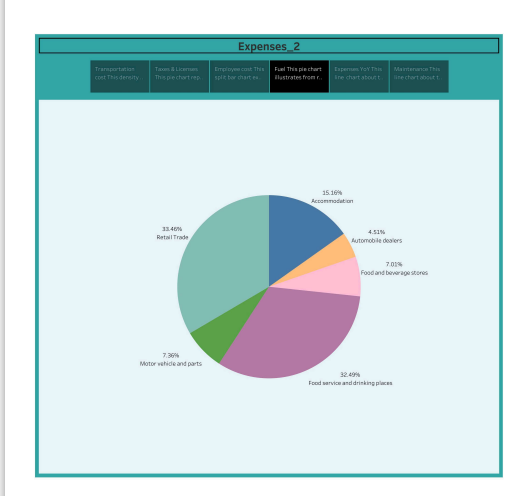 Expenses_2
Transportation
cost This density
Taxes & Licenses
This pie chart rep..
Employee cost This
split bar chart ex..
Fuel This pie chart
illustrates from r..
Expenses YoY This
line chart about t..
Maintenance This
line chart about t..
15.16%
Accommodation
4.51%
Automobile dealers
7.01%
Food and beverage stores
33.46%
Retail Trade
7.36%
Motor vehicle and parts
32.49%
Food service and drinking places